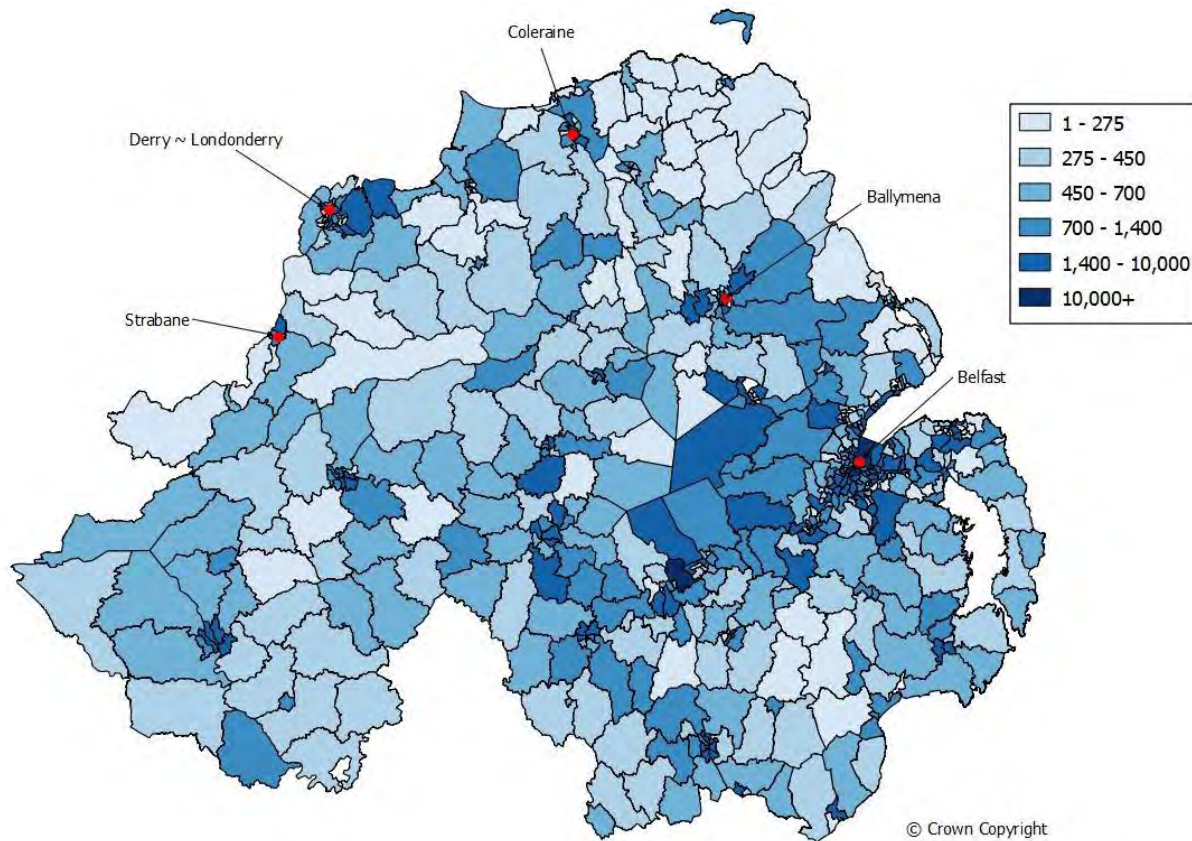 Coleraine
Derry ~ Londonderry
Ballymena
Strabane
Belfast
1 - 275
275 - 450
450 - 700
700 - 1,400
1,400 - 10,000
10,000+
© Crown Copyright